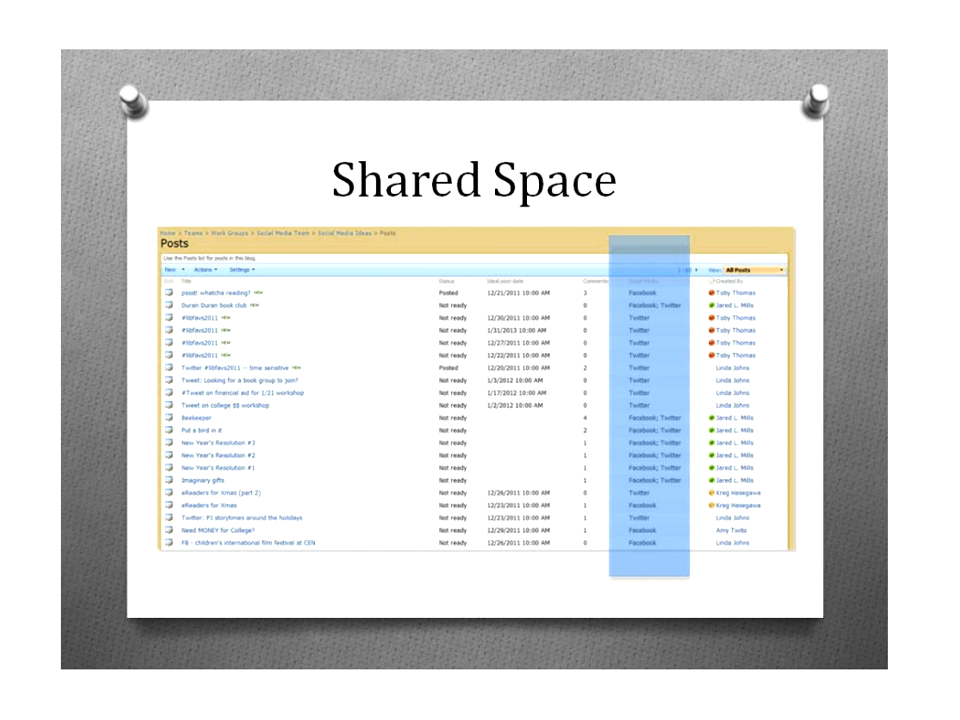 Shared Space
Home > Teams > Work Groups > Social Media Team > Social Media Ideas > Posts
Posts
Use the Posts list for posts in this blog.
New Actions Settings 1 - 60 View: All Posts
Edit Title Status Ideal post date Comments Social Media Created By
pssst! whatcha reading? NEW Posted 12/21/2011 10:00 AM 3 Facebook Toby Thomas
Duran Duran book club NEW Not ready 0 Facebook; Twitter Jared L. Mills
#libfavs2011 NEW Not ready 12/30/2011 10:00 AM 0 Twitter Toby Thomas
#libfavs2011 NEW Not ready 1/31/2013 10:00 AM 0 Twitter Toby Thomas
#libfavs2011 NEW Not ready 12/27/2011 10:00 AM 0 Twitter Toby Thomas
#libfavs2011 NEW Not ready 12/22/2011 10:00 AM 0 Twitter Toby Thomas
Twitter #libfavs2011 -- time sensitive NEW Posted 12/20/2011 10:00 AM 2 Twitter Linda Johns
Tweet: Looking for a book group to join? Not ready 1/3/2012 10:00 AM 0 Twitter Linda Johns
#Tweet on financial aid for 1/21 workshop Not ready 1/17/2012 10:00 AM 0 Twitter Linda Johns
Tweet on college $$ workshop Not ready 1/2/2012 10:00 AM 0 Twitter Linda Johns
Beekeeper Not ready 4 Facebook; Twitter Jared L. Mills
Put a bird in it Not ready 2 Facebook; Twitter Jared L. Mills
New Year's Resolution #3 Not ready 1 Facebook; Twitter Jared L. Mills
New Year's Resolution #2 Not ready 1 Facebook; Twitter Jared L. Mills
New Year's Resolution #1 Not ready 1 Facebook; Twitter Jared L. Mills
Imaginary gifts Not ready 1 Facebook; Twitter Jared L. Mills
eReaders for Xmas (part 2) Not ready 12/26/2011 10:00 AM 0 Twitter Kreg Hasegawa
eReaders for Xmas Not ready 12/23/2011 10:00 AM 1 Facebook Kreg Hasegawa
Twitter: PJ storytimes around the holidays Not ready 12/23/2011 10:00 AM 1 Twitter Linda Johns
Need MONEY for College? Not ready 12/29/2011 10:00 AM 0 Facebook Amy Twito
FB - children's international film festival at CEN Not ready 12/26/2011 10:00 AM 0 Facebook Linda Johns